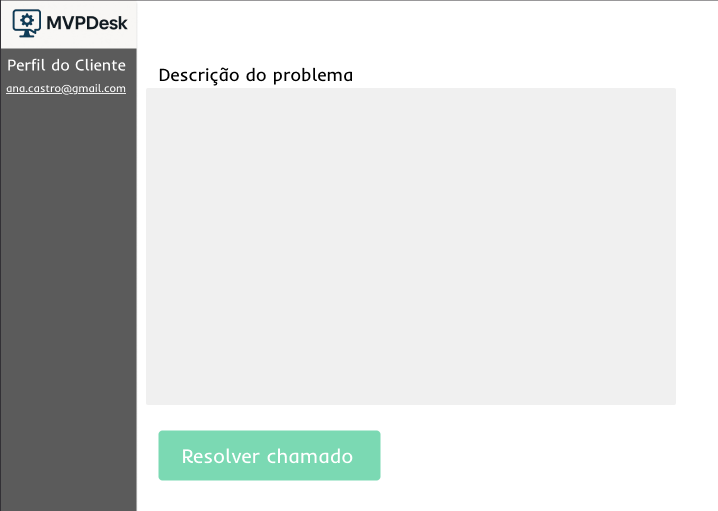 MVPDesk
Perfil do Cliente
ana.castro@gmail.com
Descrição do problema
Resolver chamado